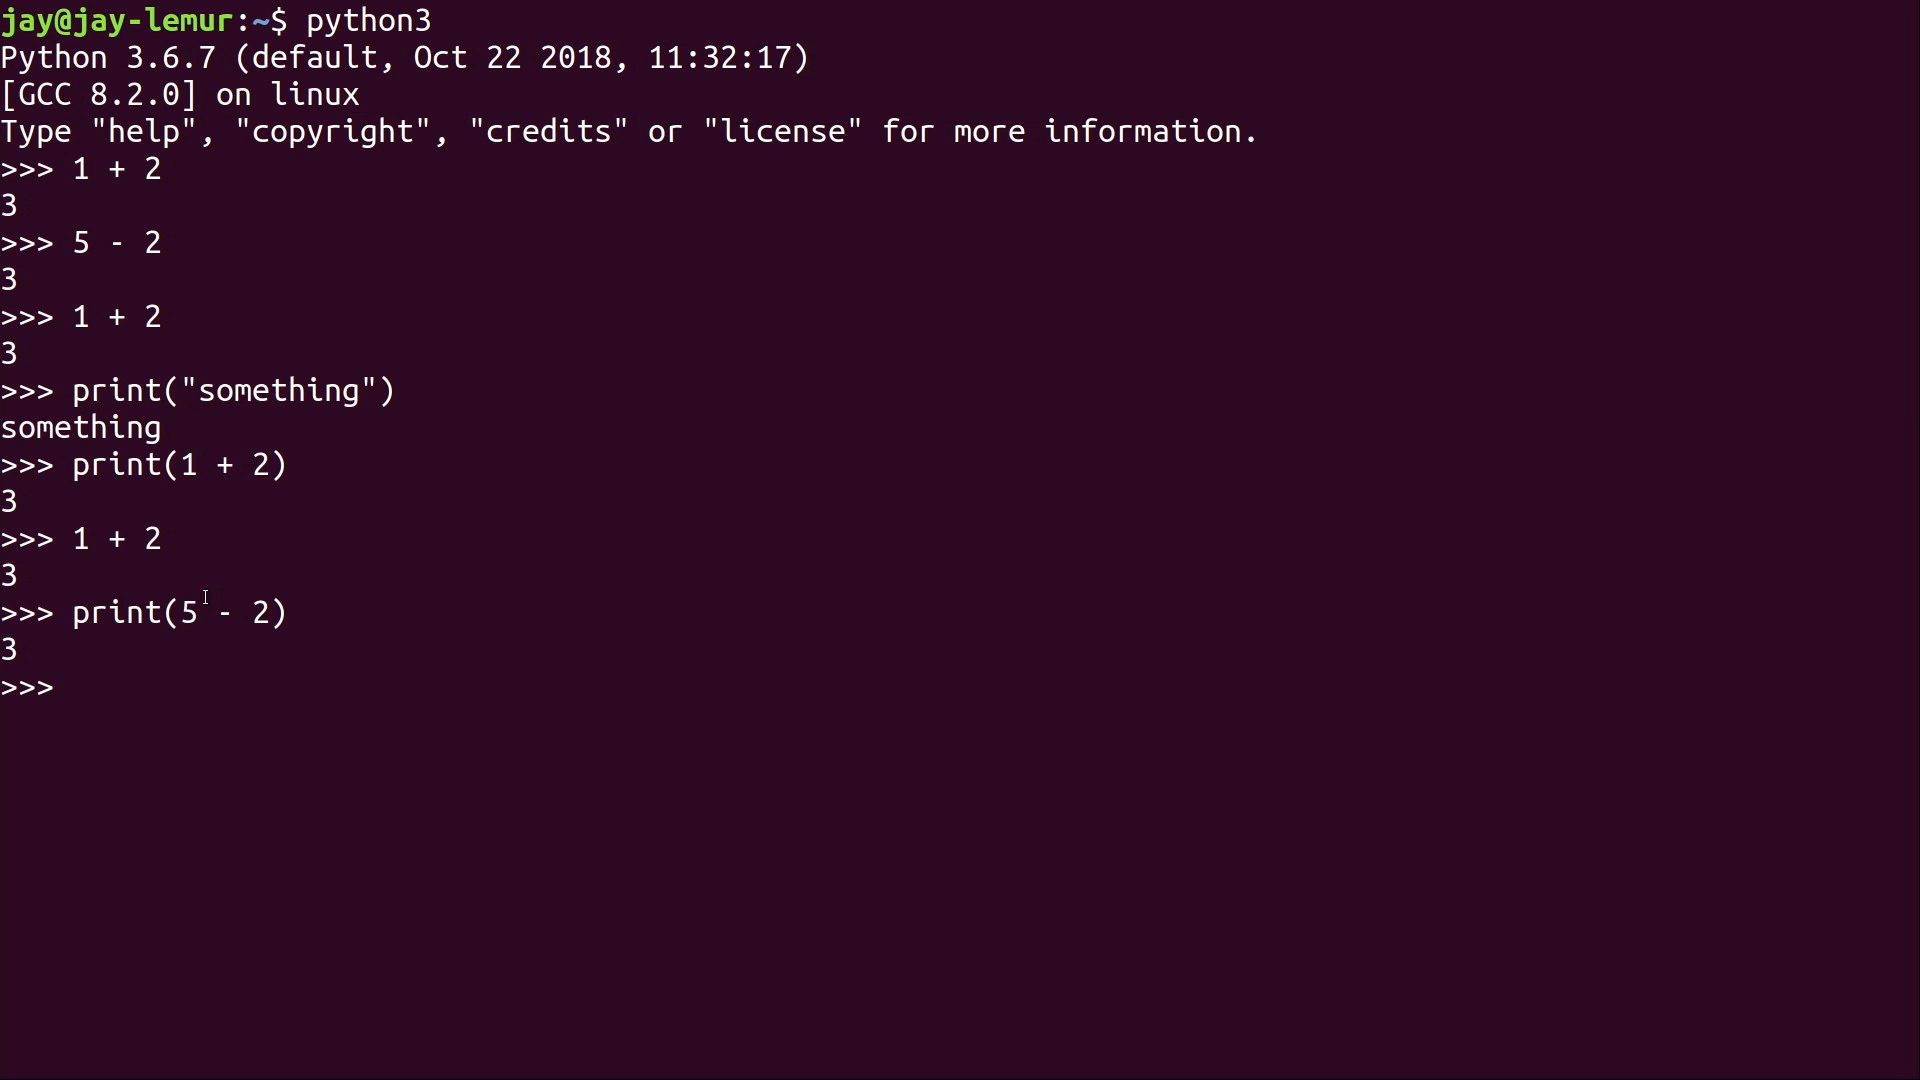 jay@jay-lemur:~$ python3
Python 3.6.7 (default, Oct 22 2018, 11:32:17)
[GCC 8.2.0] on linux
Type "help", "copyright", "credits" or "license" for more information.
>>> 1 + 2
3
>>> 5 - 2
3
>>> 1 + 2
3
>>> print("something")
something
>>> print(1 + 2)
3
>>> 1 + 2
3
>>> print(5 - 2)
3
>>>